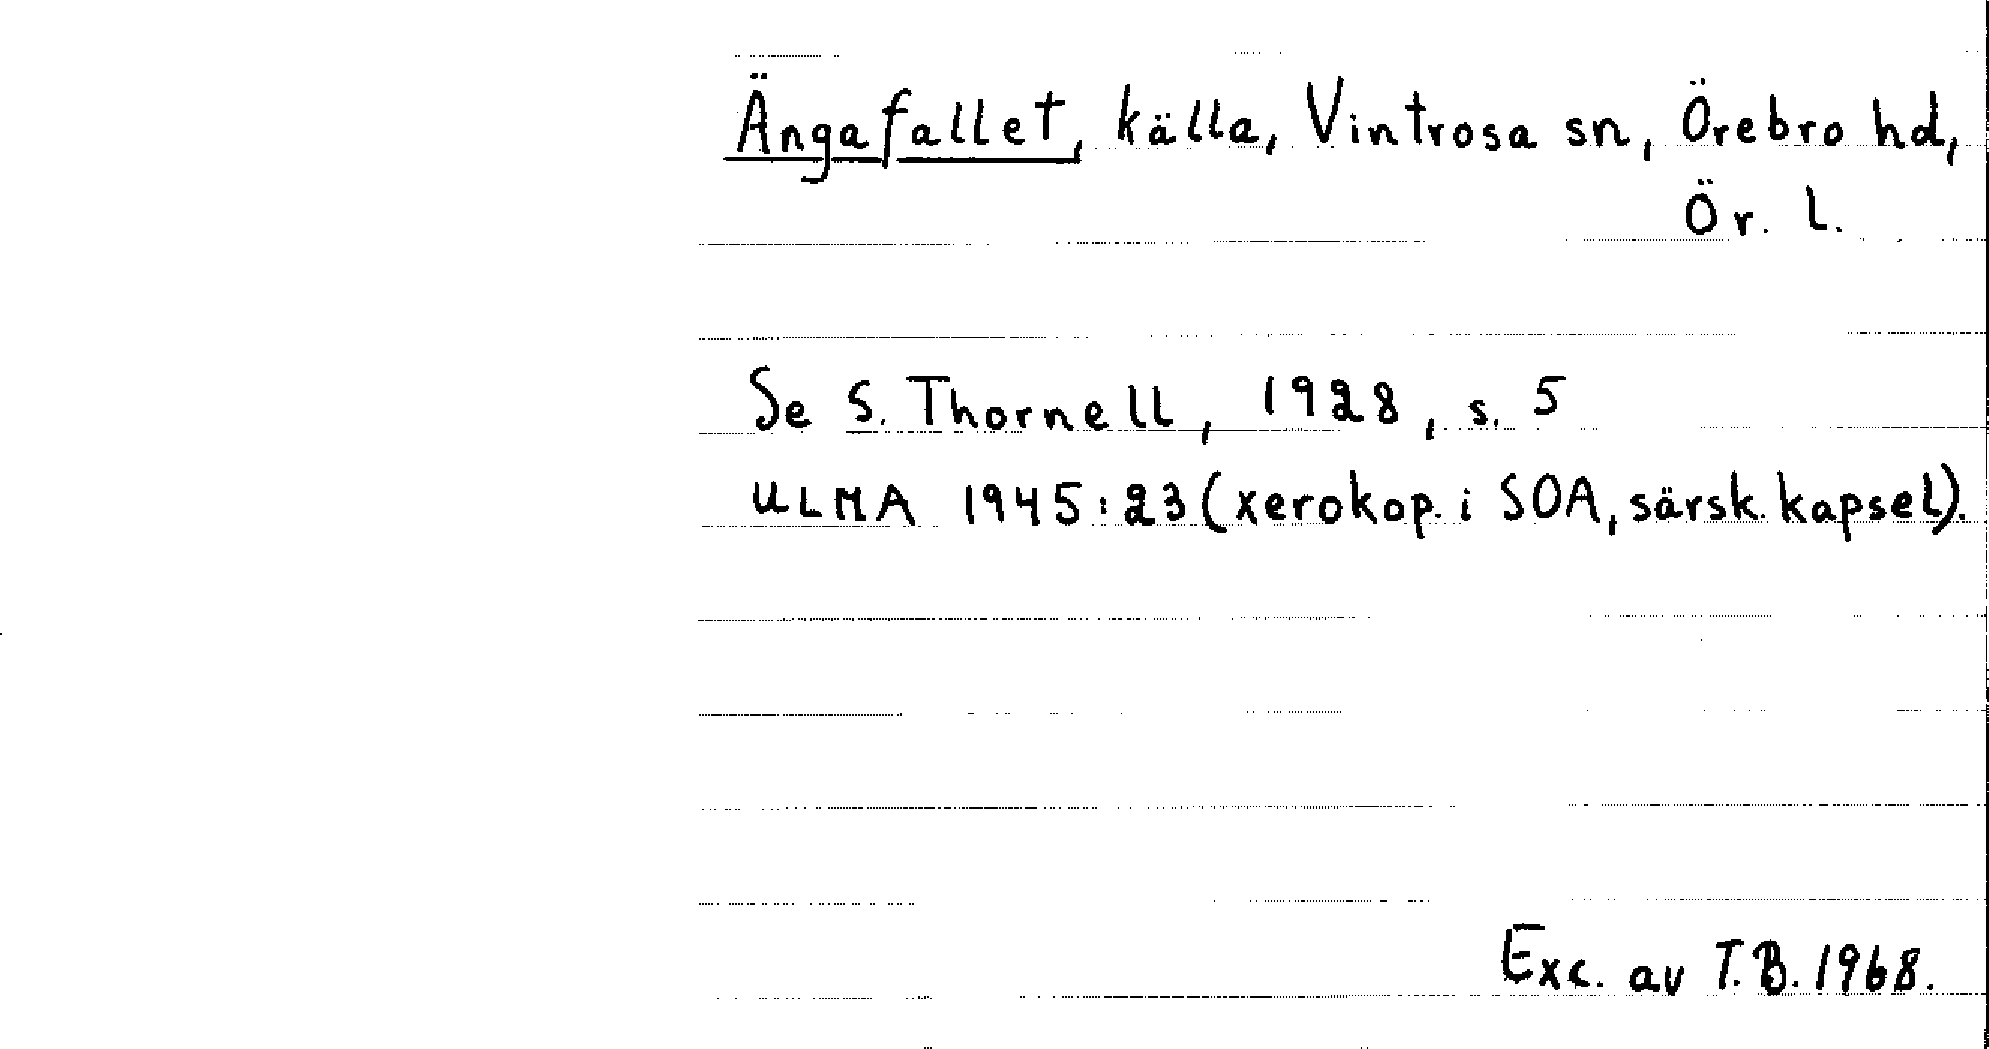 Ängafallet, källa, Vintrosa sn, Örebro hd,
Ör. l.
Se S. Thornell, 1928, s. 5
ULMA 1945:23 (xerokop. i SOA, särsk. kapsel).
Exc. av T.B. 1968.